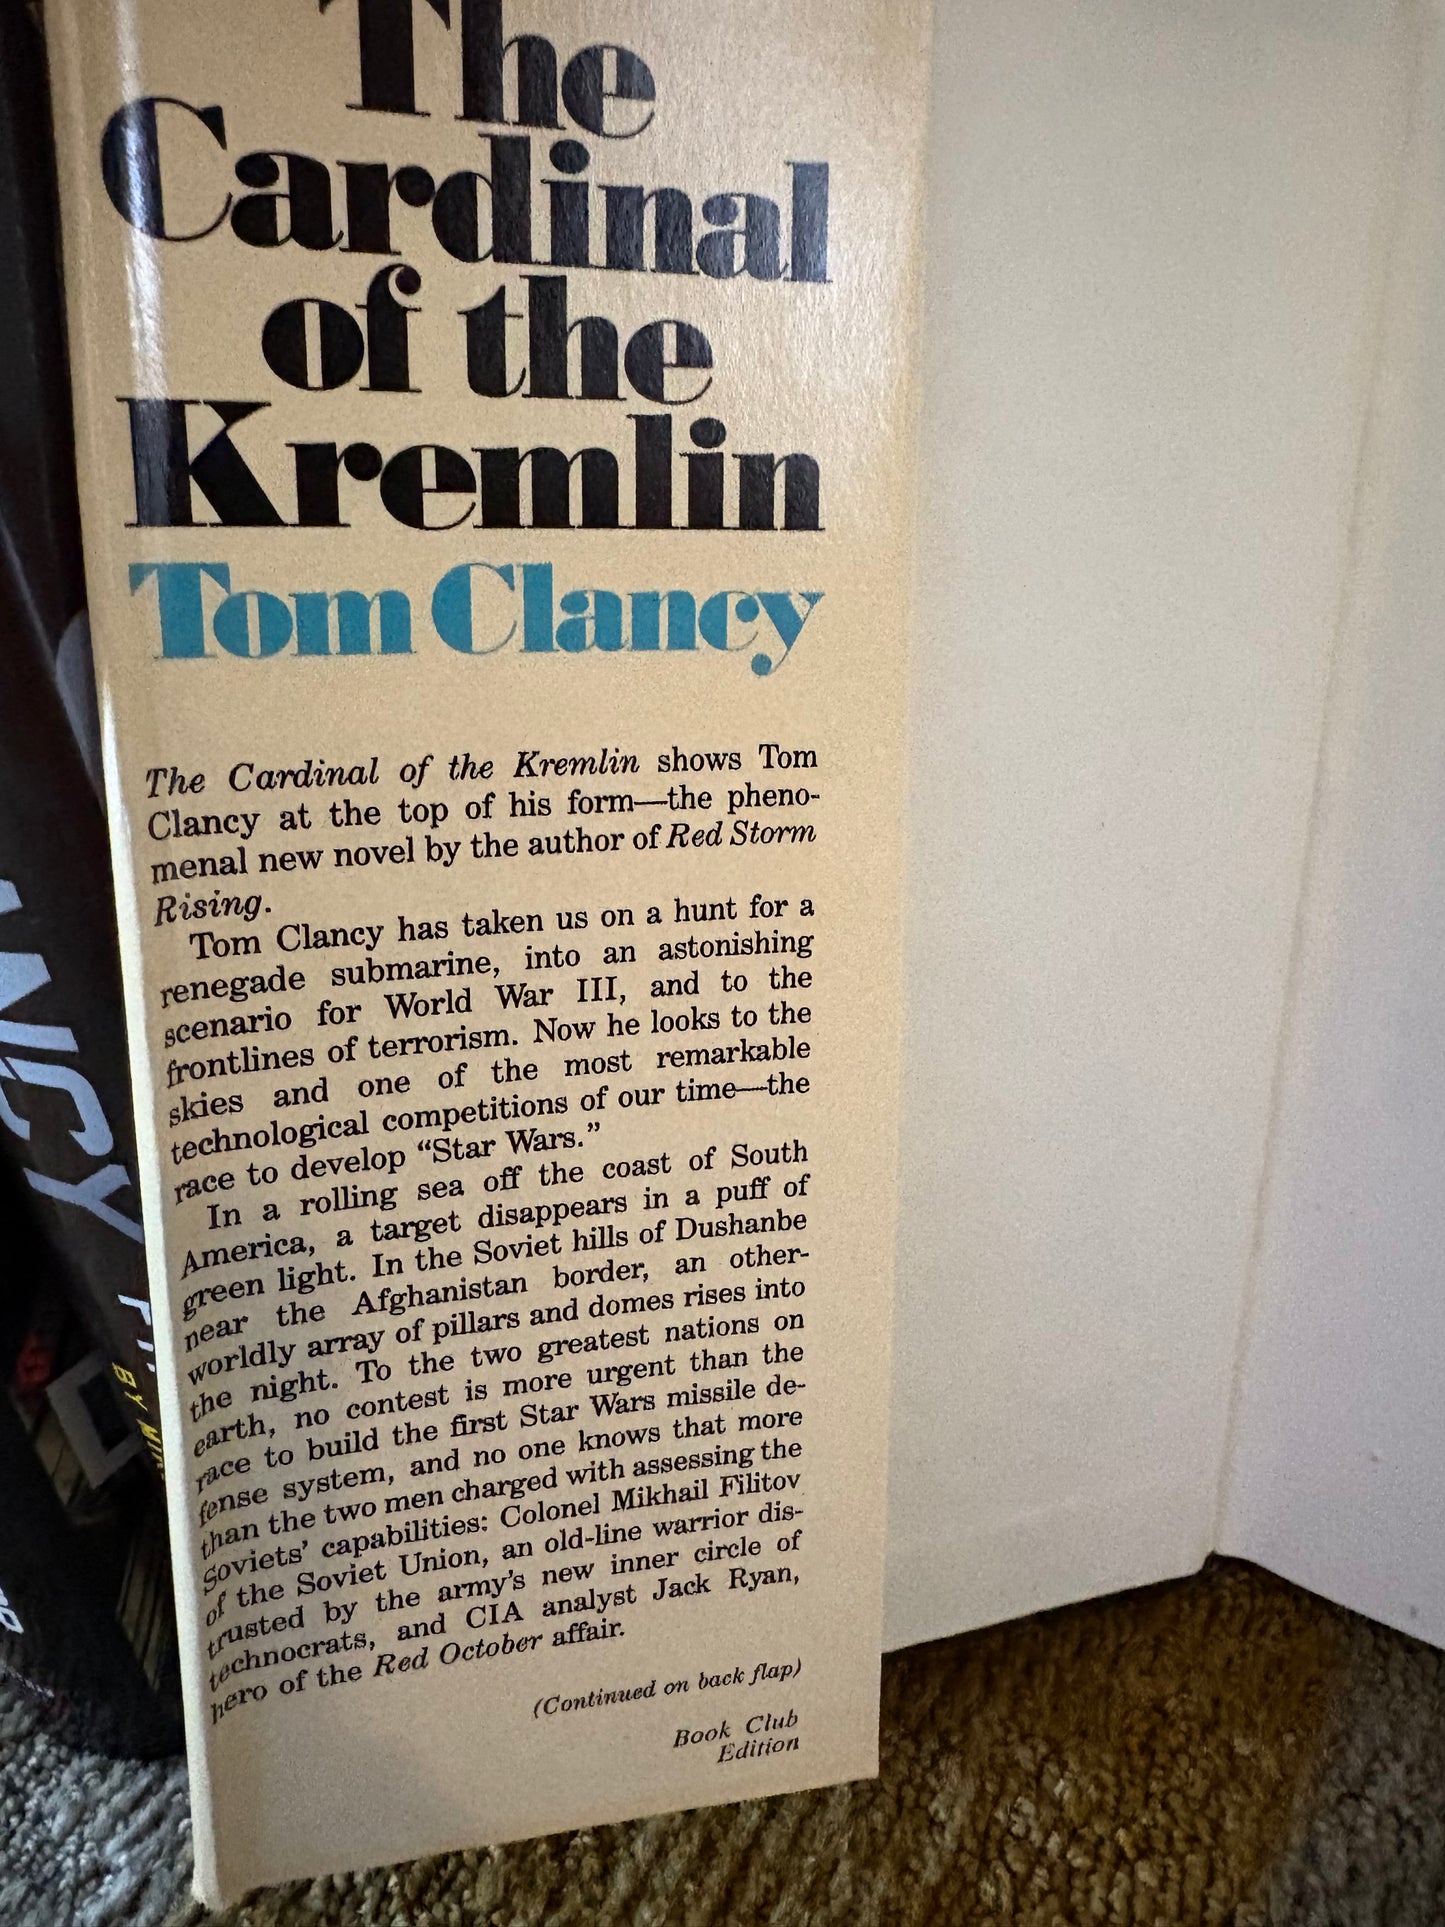 The
Cardinal
of the
Kremlin
Tom Clancy
The Cardinal of the Kremlin shows Tom
Clancy at the top of his form—the pheno-
menal new novel by the author of Red Storm
Rising.
Tom Clancy has taken us on a hunt for a
renegade submarine, into an astonishing
scenario for World War III, and to the
frontlines of terrorism. Now he looks to the
skies and one of the most remarkable
technological competitions of our time—the
race to develop “Star Wars.”
In a rolling sea off the coast of South
America, a target disappears in a puff of
green light. In the Soviet hills of Dushanbe
near the Afghanistan border, an other-
worldly array of pillars and domes rises into
the night. To the two greatest nations on
earth, no contest is more urgent than the
race to build the first Star Wars missile de-
fense system, and no one knows that more
than the two men charged with assessing the
Soviets’ capabilities: Colonel Mikhail Filitov
of the Soviet Union, an old-line warrior dis-
trusted by the army’s new inner circle of
technocrats, and CIA analyst Jack Ryan,
hero of the Red October affair.
(Continued on back flap)
Book Club
Edition
BY